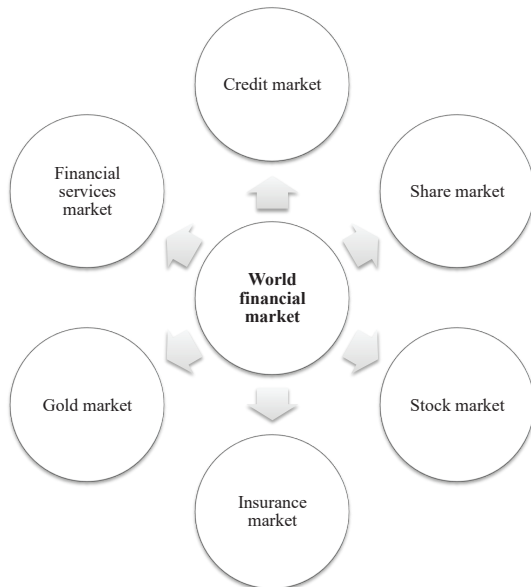 Credit market
Financial
services
market
Share market
World
financial
market
Gold market
Stock market
Insurance
market